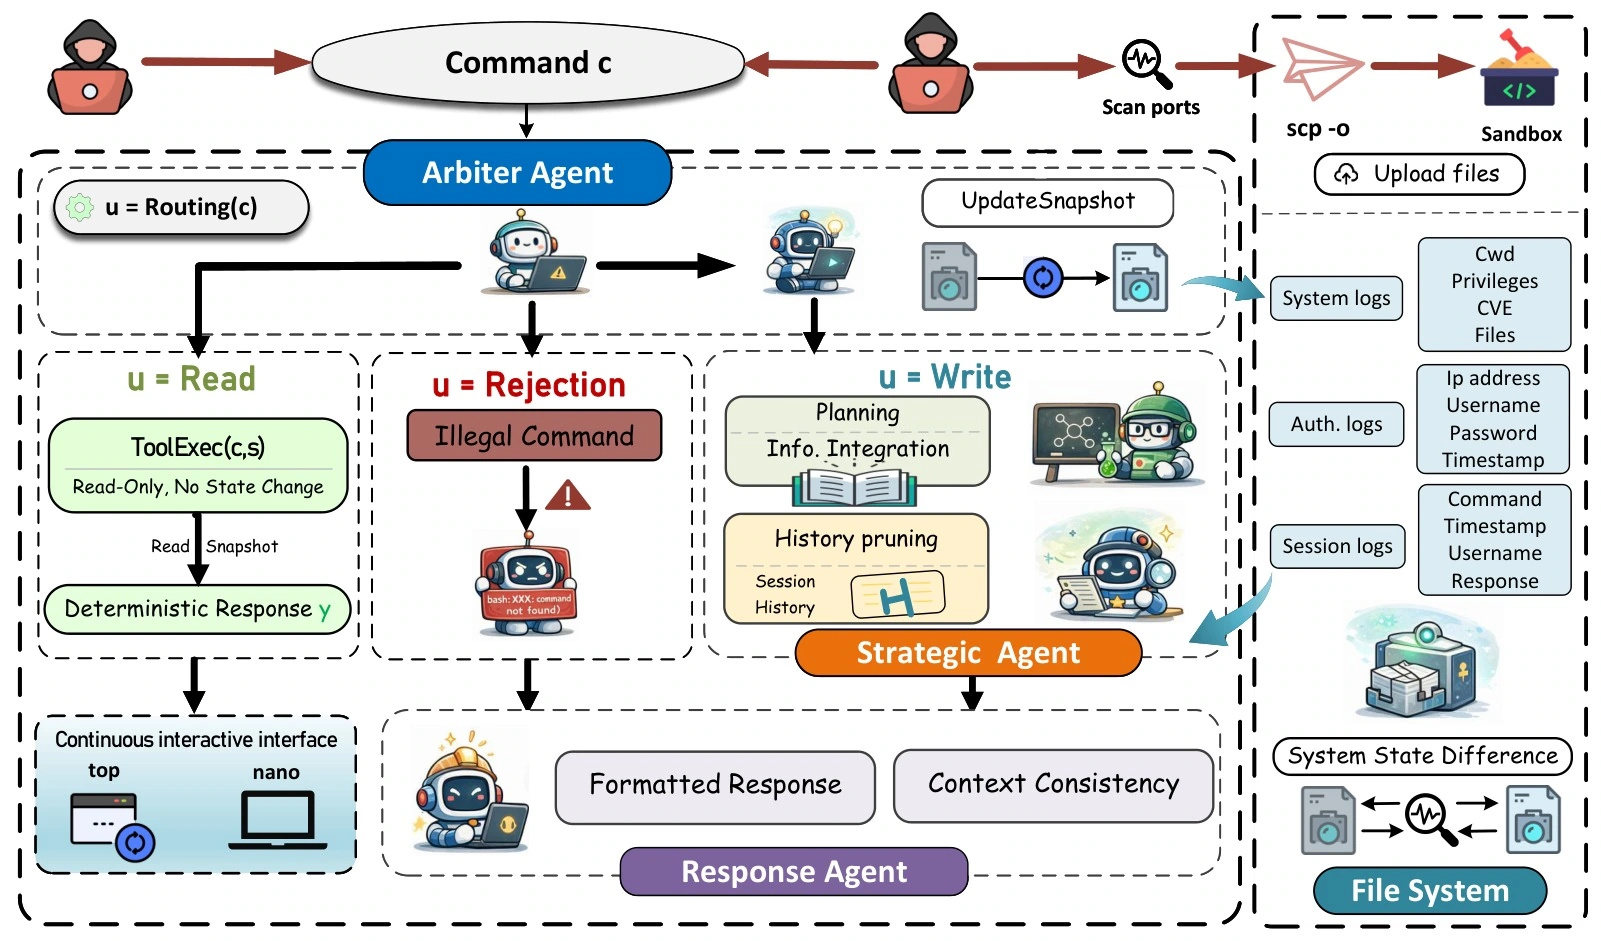 Command c
Scan ports
scp -o
Sandbox
</>
Upload files
Arbiter Agent
u = Routing(c)
UpdateSnapshot
System logs
Cwd
Privileges
CVE
Files
Auth. logs
Ip address
Username
Password
Timestamp
Session logs
Command
Timestamp
Username
Response
u = Read
ToolExec(c,s)
Read-Only, No State Change
Read Snapshot
Deterministic Response y
u = Rejection
Illegal Command
bash: XXX: command
not found)
u = Write
Planning
Info. Integration
History pruning
Session
History
H
Strategic Agent
Continuous interactive interface
top
nano
Formatted Response
Context Consistency
Response Agent
System State Difference
File System